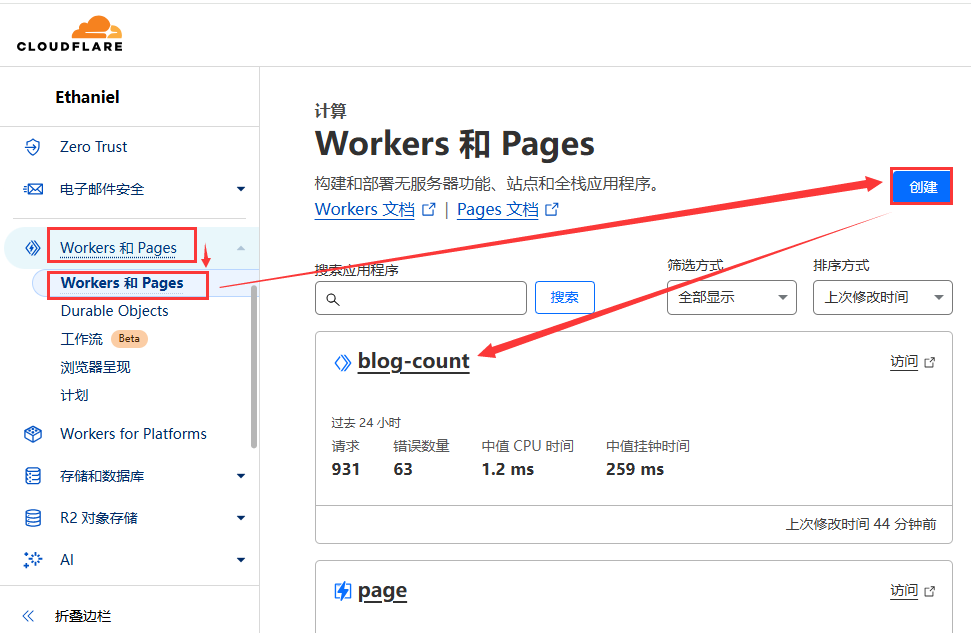 CLOUDFLARE
Ethaniel
Zero Trust
电子邮件安全
Workers 和 Pages
Workers 和 Pages
Durable Objects
工作流 Beta
浏览器呈现
计划
Workers for Platforms
存储和数据库
R2 对象存储
AI
折叠边栏
计算
Workers 和 Pages
构建和部署无服务器功能、站点和全栈应用程序。
Workers 文档 | Pages 文档
创建
搜索应用程序
搜索
筛选方式
全部显示
排序方式
上次修改时间
blog-count
访问
过去 24 小时
请求 错误数量 中值 CPU 时间 中值挂钟时间
931 63 1.2 ms 259 ms
上次修改时间 44 分钟前
page
访问